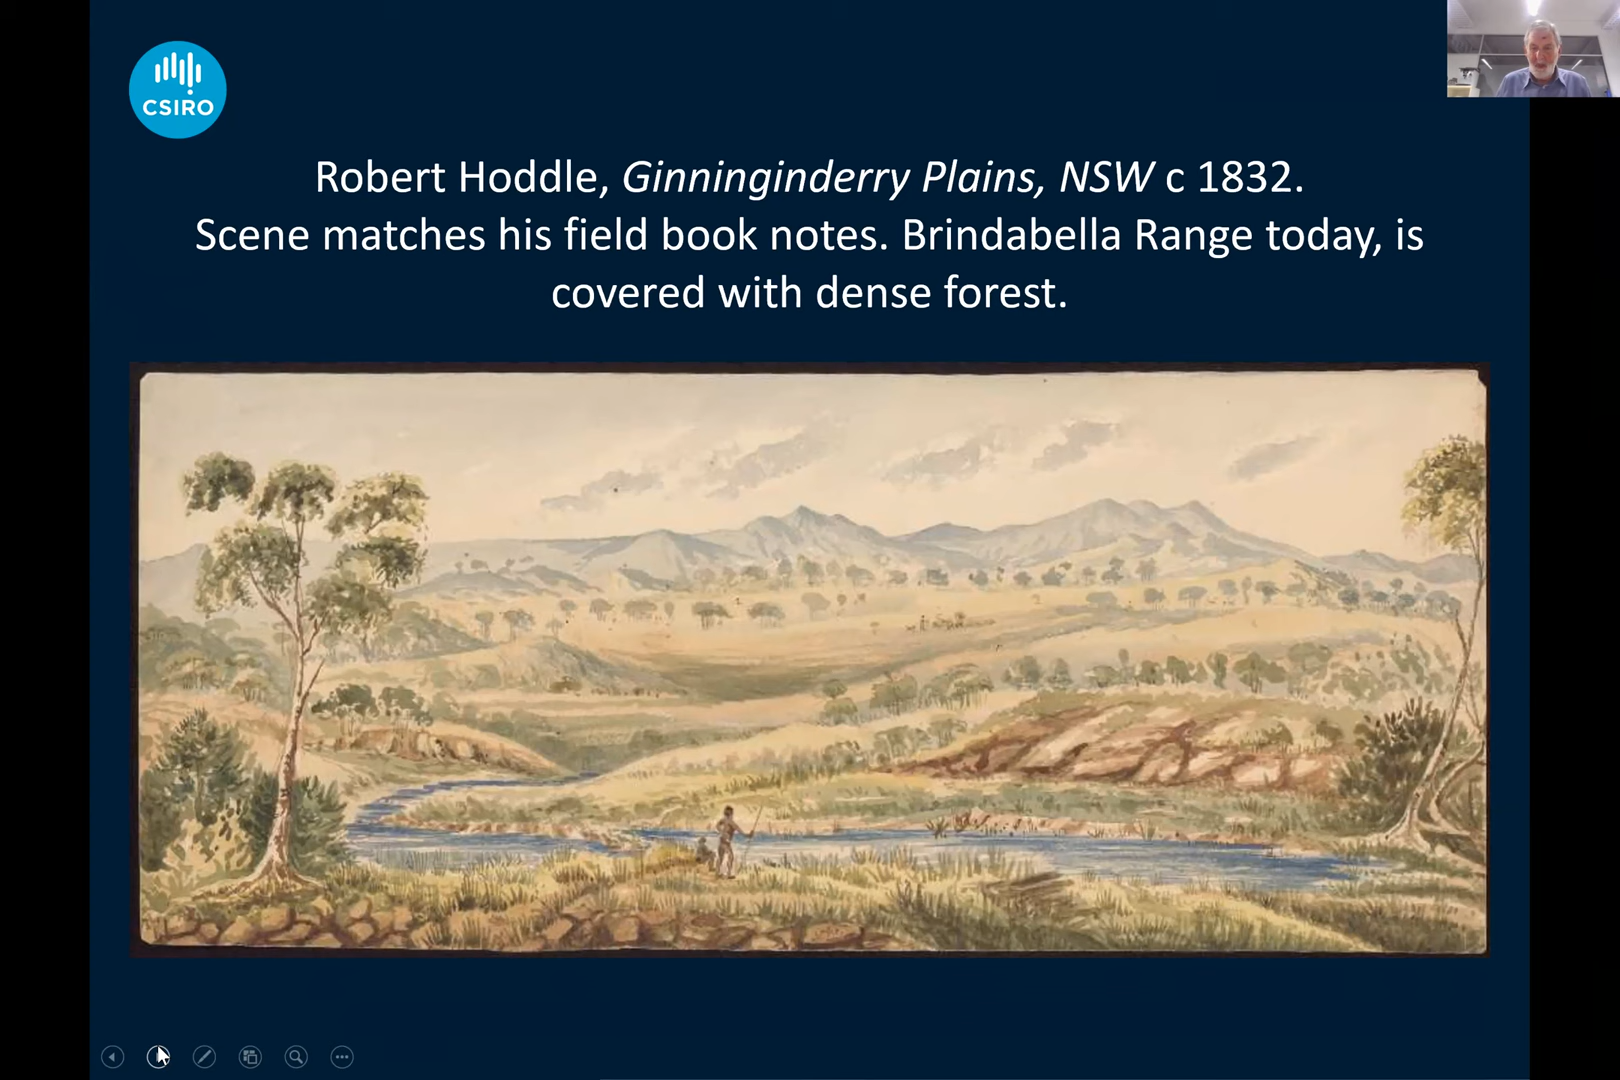 CSIRO
Robert Hoddle, Ginninginderry Plains, NSW c 1832.
Scene matches his field book notes. Brindabella Range today, is
covered with dense forest.